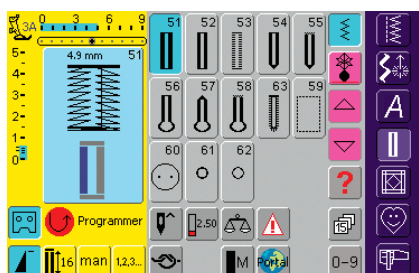 3A 0 3 6 9
51 52 53 54 55
4.9 mm 51
5-
4-
3-
2-
1-
0
56 57 58 63 59
A
60 61 62
?
Programmer
2.50
15
16 man 1,2,3...
M Portal 0-9